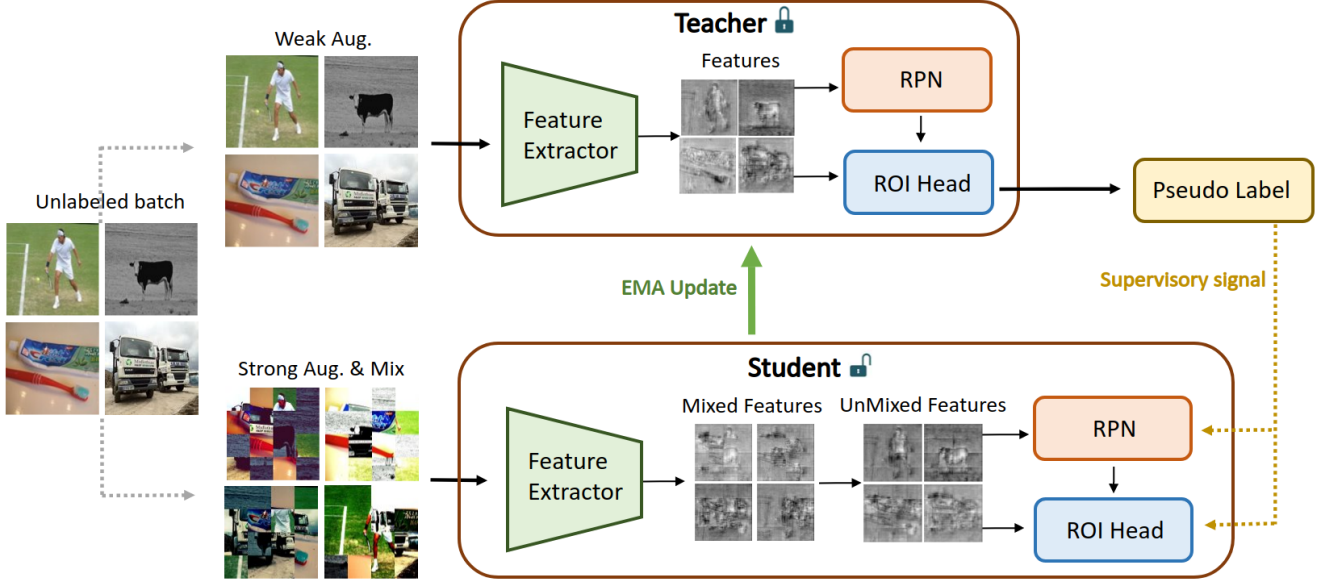 Teacher
Weak Aug.
Features
RPN
Feature
Extractor
ROI Head
Pseudo Label
Unlabeled batch
EMA Update
Supervisory signal
Strong Aug. & Mix
Student
Mixed Features
UnMixed Features
RPN
Feature
Extractor
ROI Head